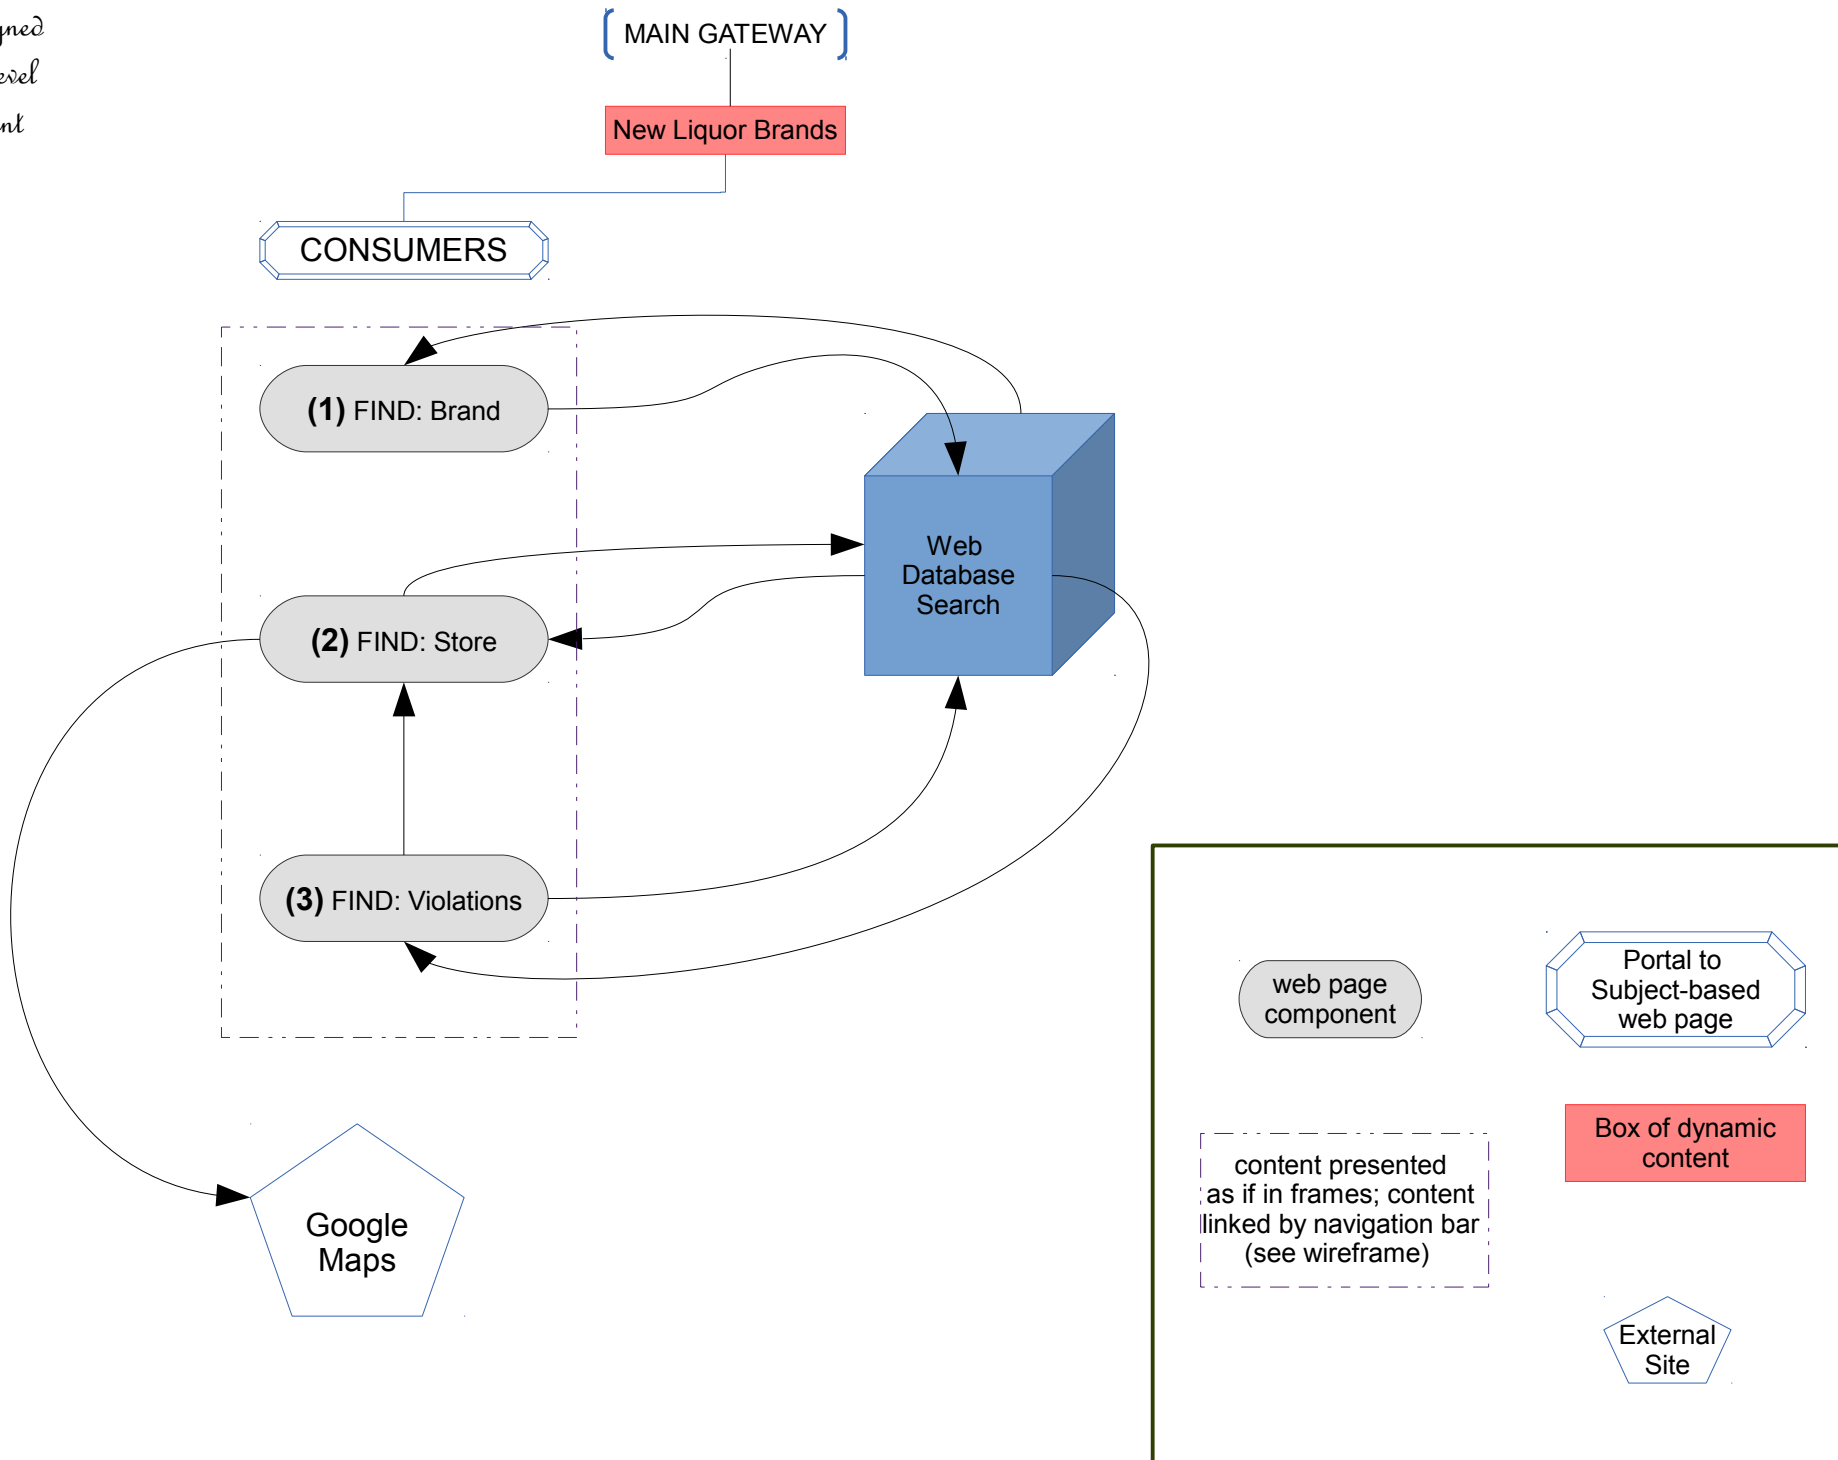 MAIN GATEWAY
New Liquor Brands
CONSUMERS
(1) FIND: Brand
Web
Database
Search
(2) FIND: Store
(3) FIND: Violations
Google
Maps
web page
component
Portal to
Subject-based
web page
content presented
as if in frames; content
linked by navigation bar
(see wireframe)
Box of dynamic
content
External
Site